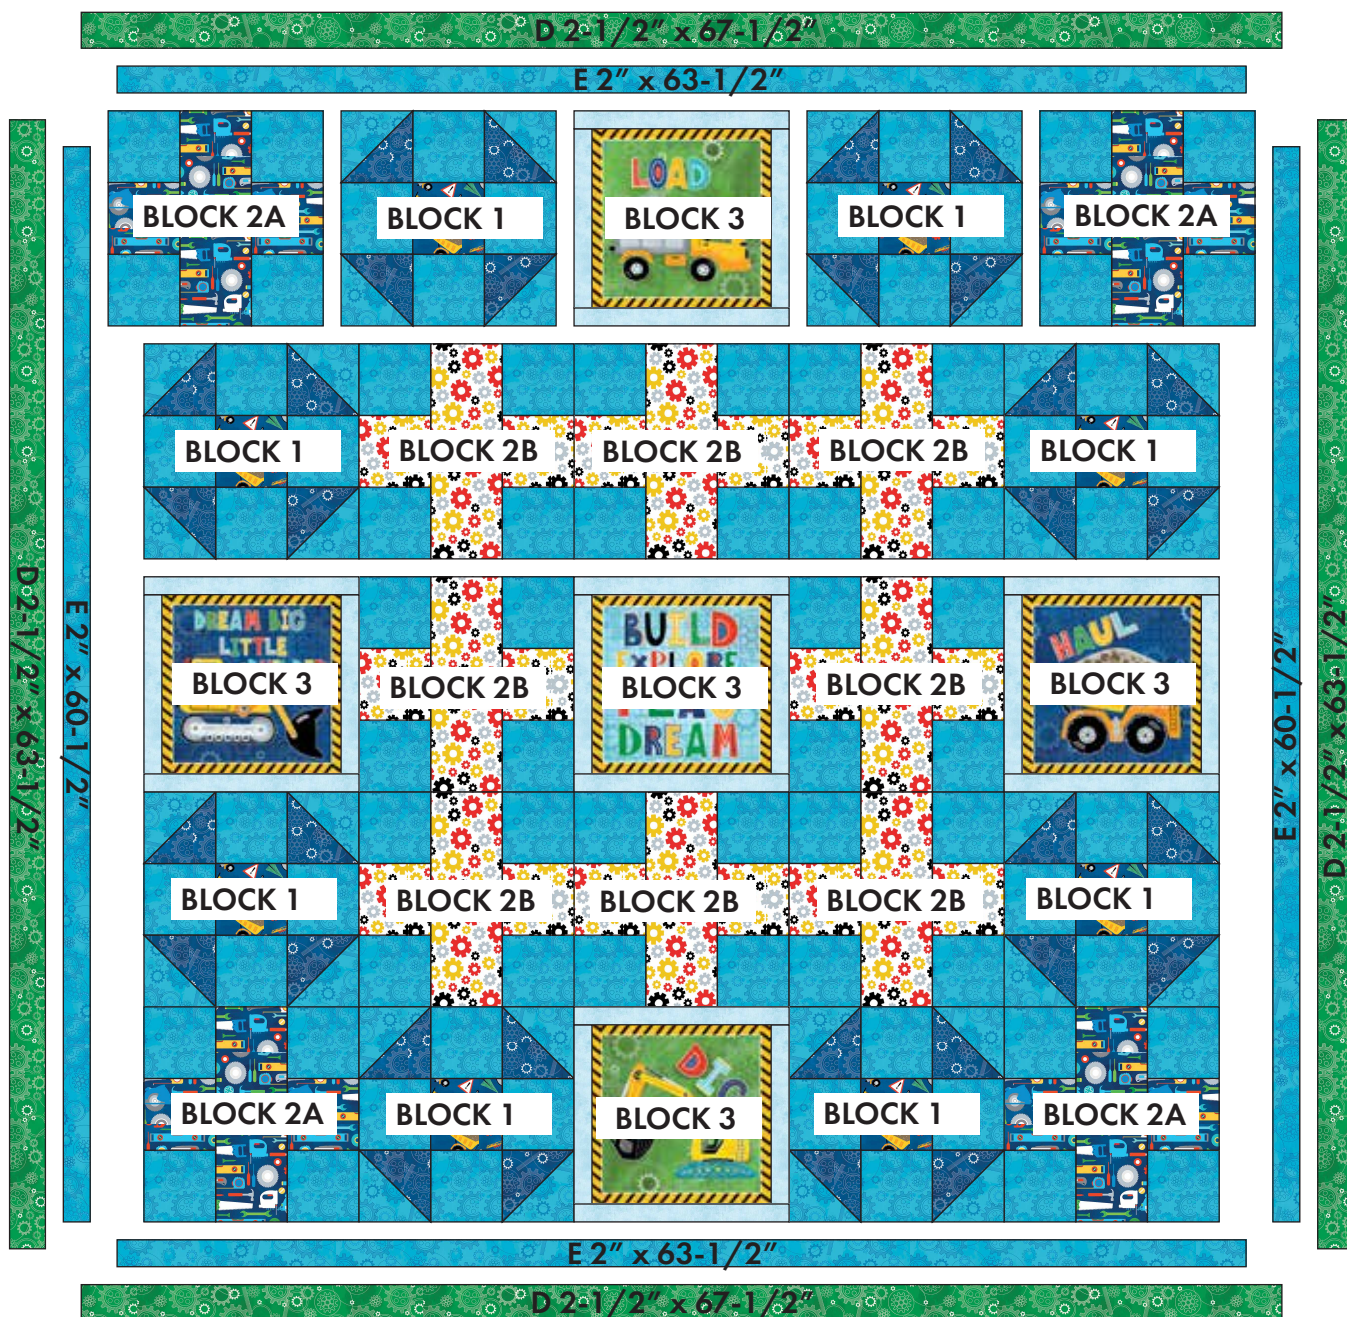 D 2-1/2” x 67-1/2”
E 2” x 63-1/2”
LOAD
BLOCK 2A
BLOCK 1
BLOCK 3
BLOCK 1
BLOCK 2A
BLOCK 1
BLOCK 2B
BLOCK 2B
BLOCK 2B
BLOCK 1
D 2-1/2” x 63-1/2”
E 2” x 60-1/2”
DREAM BIG
LITTLE
BLOCK 3
BLOCK 2B
BUILD
EXPLORE
BLOCK 3
PLAY
DREAM
BLOCK 2B
HAUL
BLOCK 3
E 2” x 60-1/2”
D 2-1/2” x 63-1/2”
BLOCK 1
BLOCK 2B
BLOCK 2B
BLOCK 2B
BLOCK 1
BLOCK 2A
BLOCK 1
DIG
BLOCK 3
BLOCK 1
BLOCK 2A
E 2” x 63-1/2”
D 2-1/2” x 67-1/2”